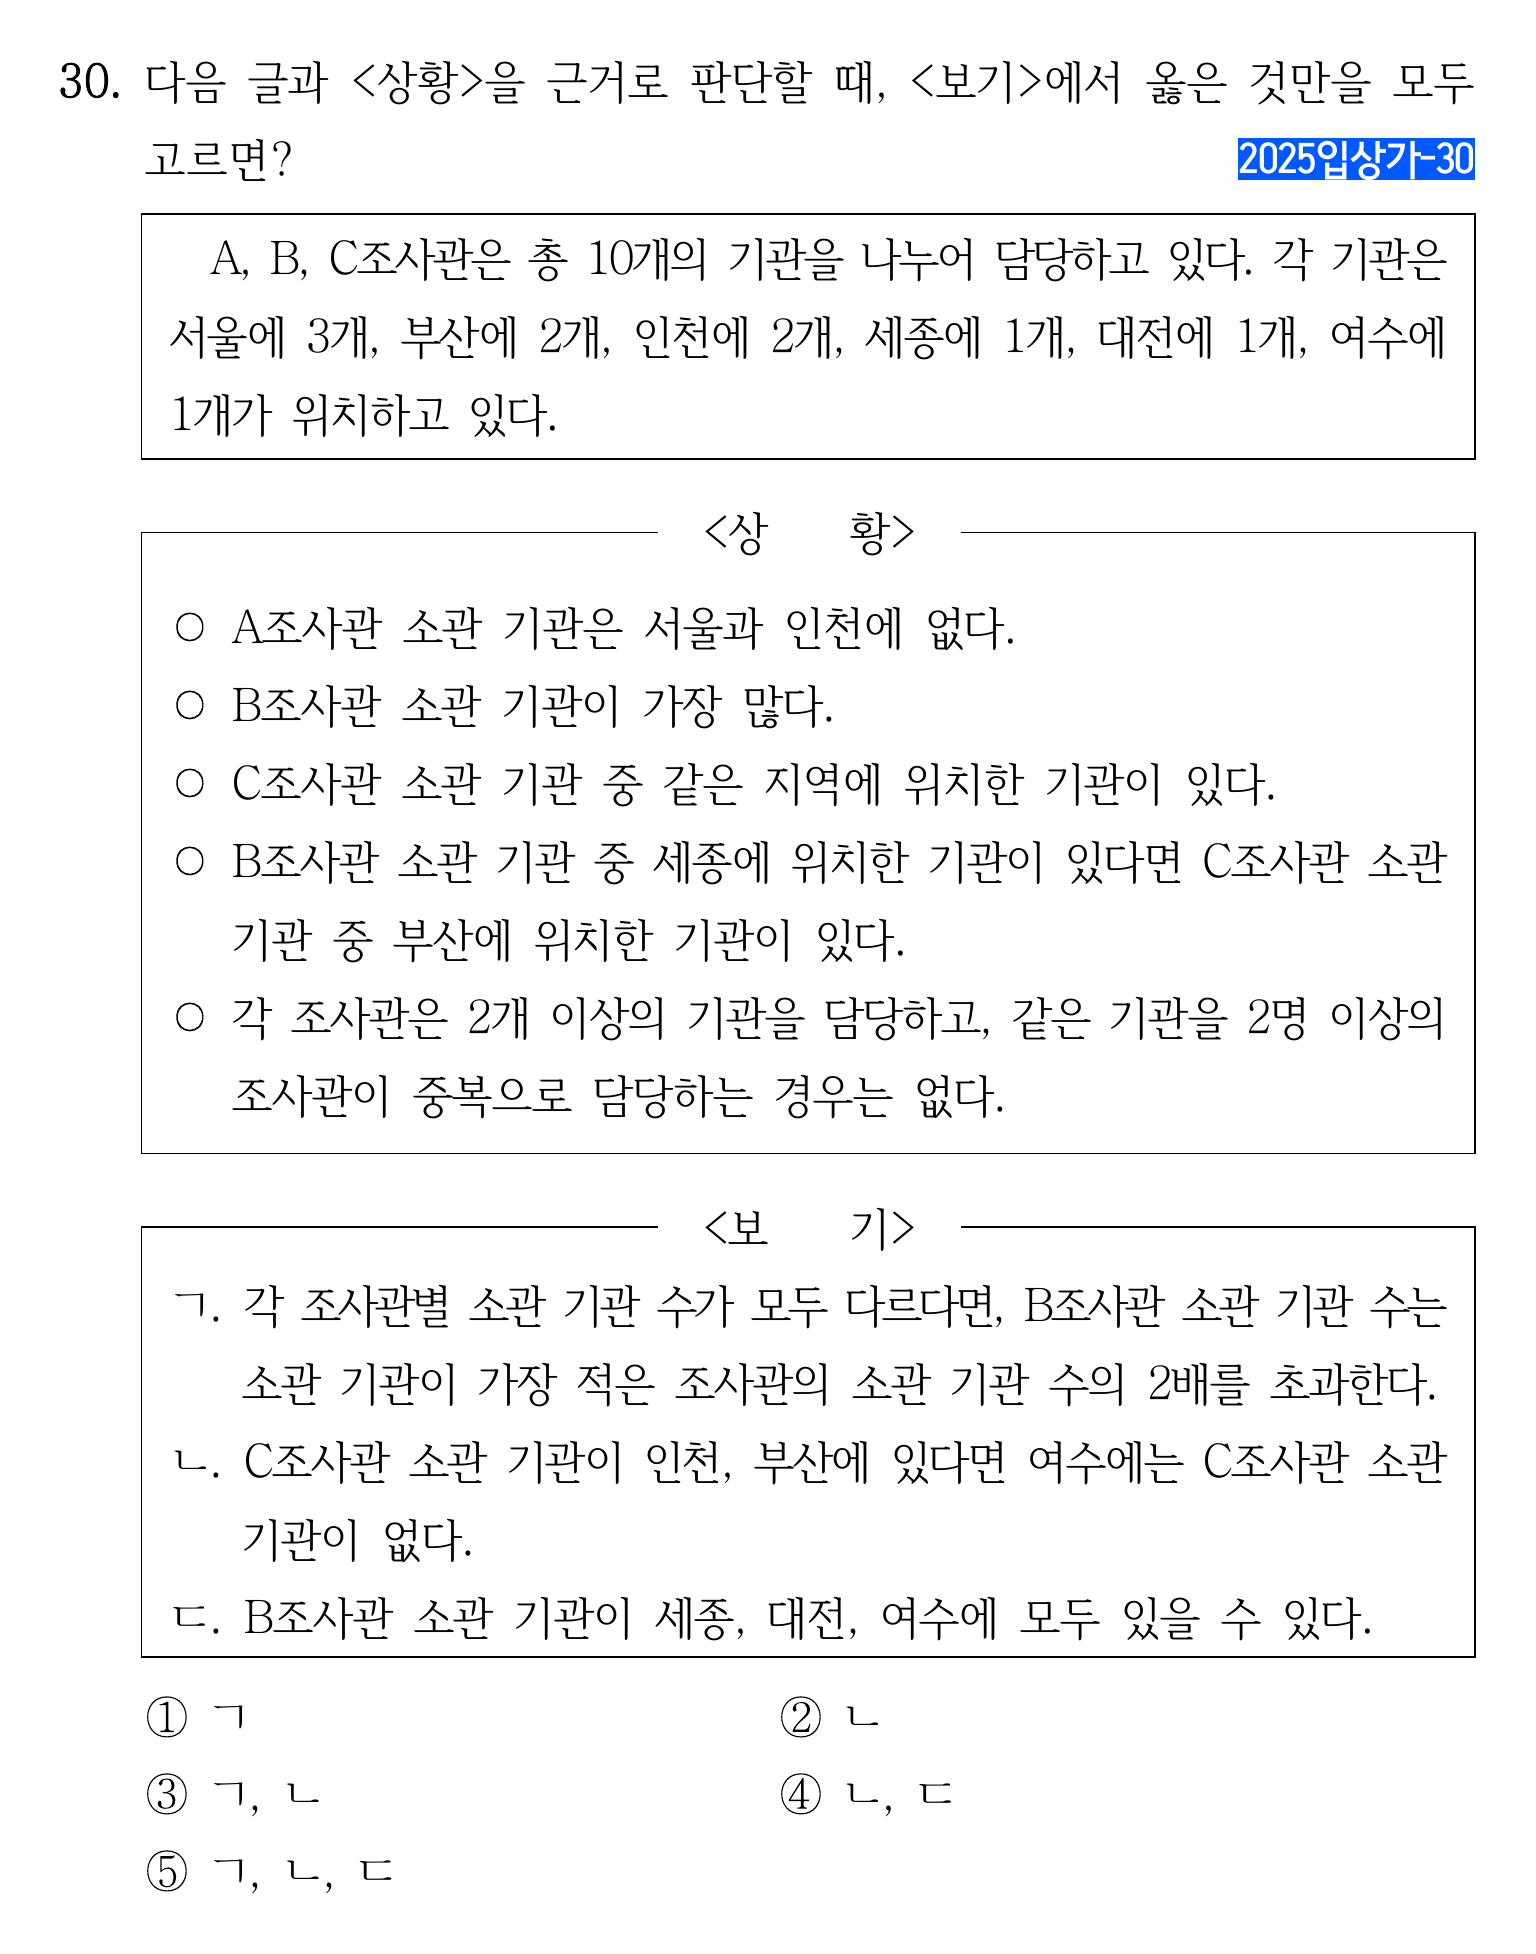 30. 다음 글과 <상황>을 근거로 판단할 때, <보기>에서 옳은 것만을 모두
고르면?
2025입상가-30
A, B, C조사관은 총 10개의 기관을 나누어 담당하고 있다. 각 기관은
서울에 3개, 부산에 2개, 인천에 2개, 세종에 1개, 대전에 1개, 여수에
1개가 위치하고 있다.
<상 황>
○ A조사관 소관 기관은 서울과 인천에 없다.
○ B조사관 소관 기관이 가장 많다.
○ C조사관 소관 기관 중 같은 지역에 위치한 기관이 있다.
○ B조사관 소관 기관 중 세종에 위치한 기관이 있다면 C조사관 소관
기관 중 부산에 위치한 기관이 있다.
○ 각 조사관은 2개 이상의 기관을 담당하고, 같은 기관을 2명 이상의
조사관이 중복으로 담당하는 경우는 없다.
<보 기>
ㄱ. 각 조사관별 소관 기관 수가 모두 다르다면, B조사관 소관 기관 수는
소관 기관이 가장 적은 조사관의 소관 기관 수의 2배를 초과한다.
ㄴ. C조사관 소관 기관이 인천, 부산에 있다면 여수에는 C조사관 소관
기관이 없다.
ㄷ. B조사관 소관 기관이 세종, 대전, 여수에 모두 있을 수 있다.
① ㄱ
② ㄴ
③ ㄱ, ㄴ
④ ㄴ, ㄷ
⑤ ㄱ, ㄴ, ㄷ